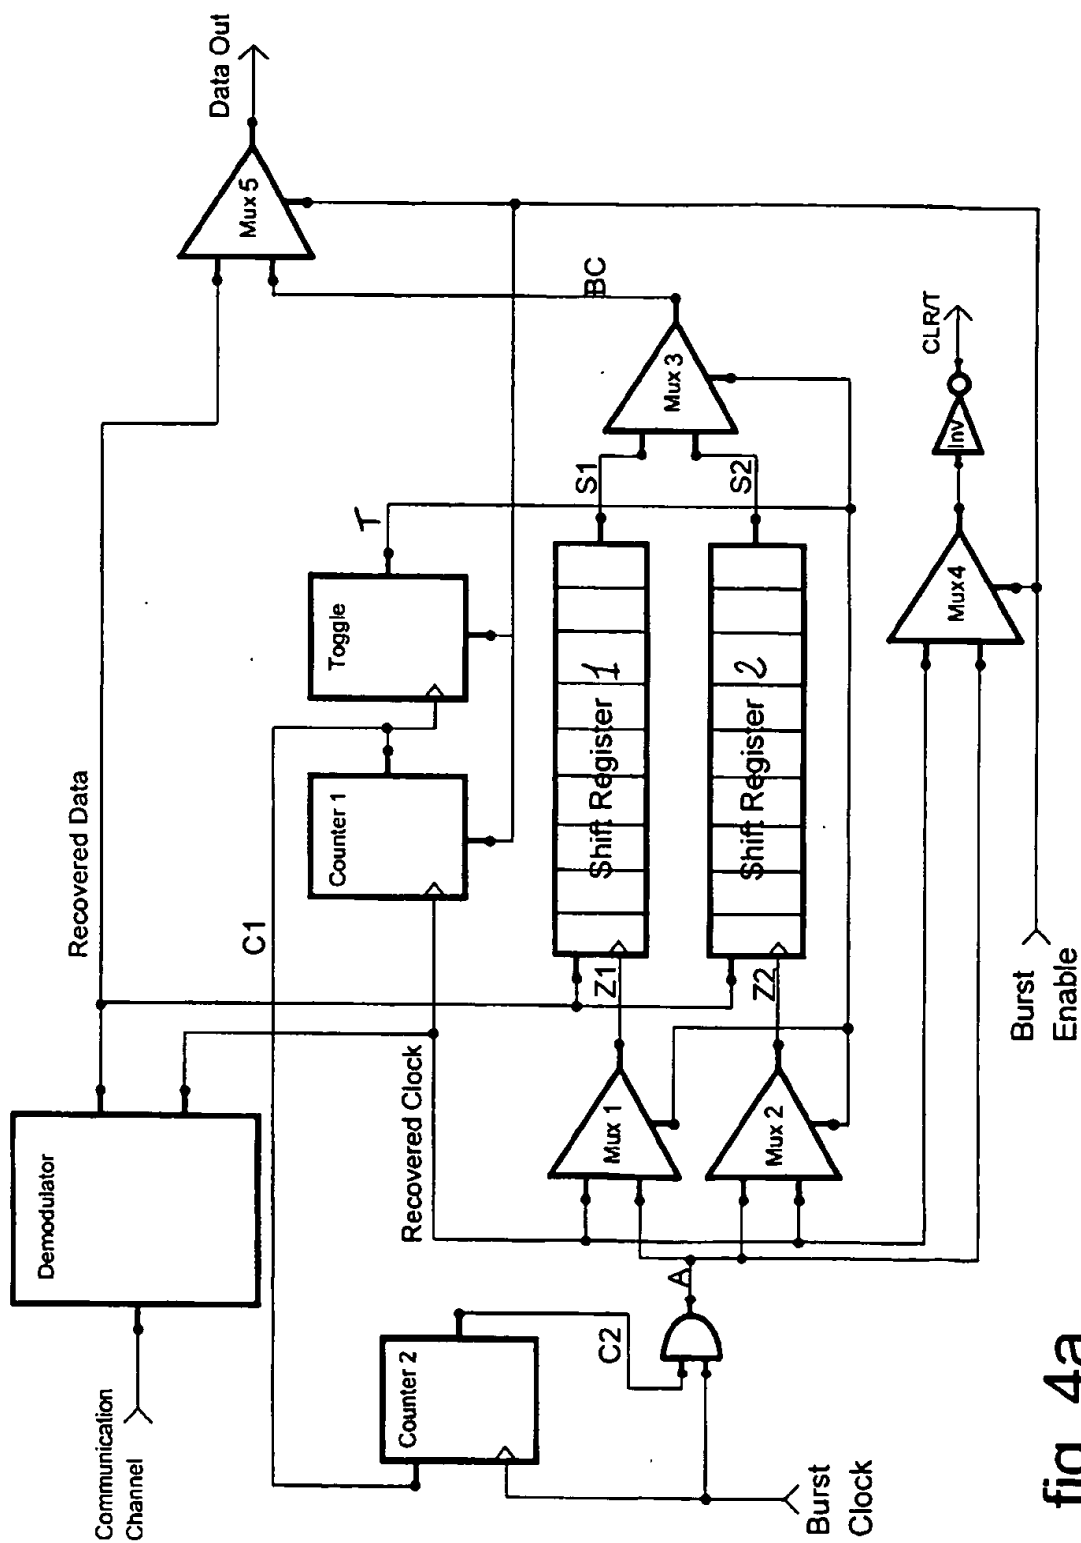 Communication
Channel
Demodulator
Recovered Data
Recovered Clock
C1
Counter 1
Toggle
T
Mux 5
Data Out
Counter 2
C2
A
Burst
Clock
Mux 1
Mux 2
Z1
Z2
Shift Register 1
Shift Register 2
S1
S2
Mux 3
BC
Mux 4
Inv
CLR/T
Burst
Enable
fig. 4a